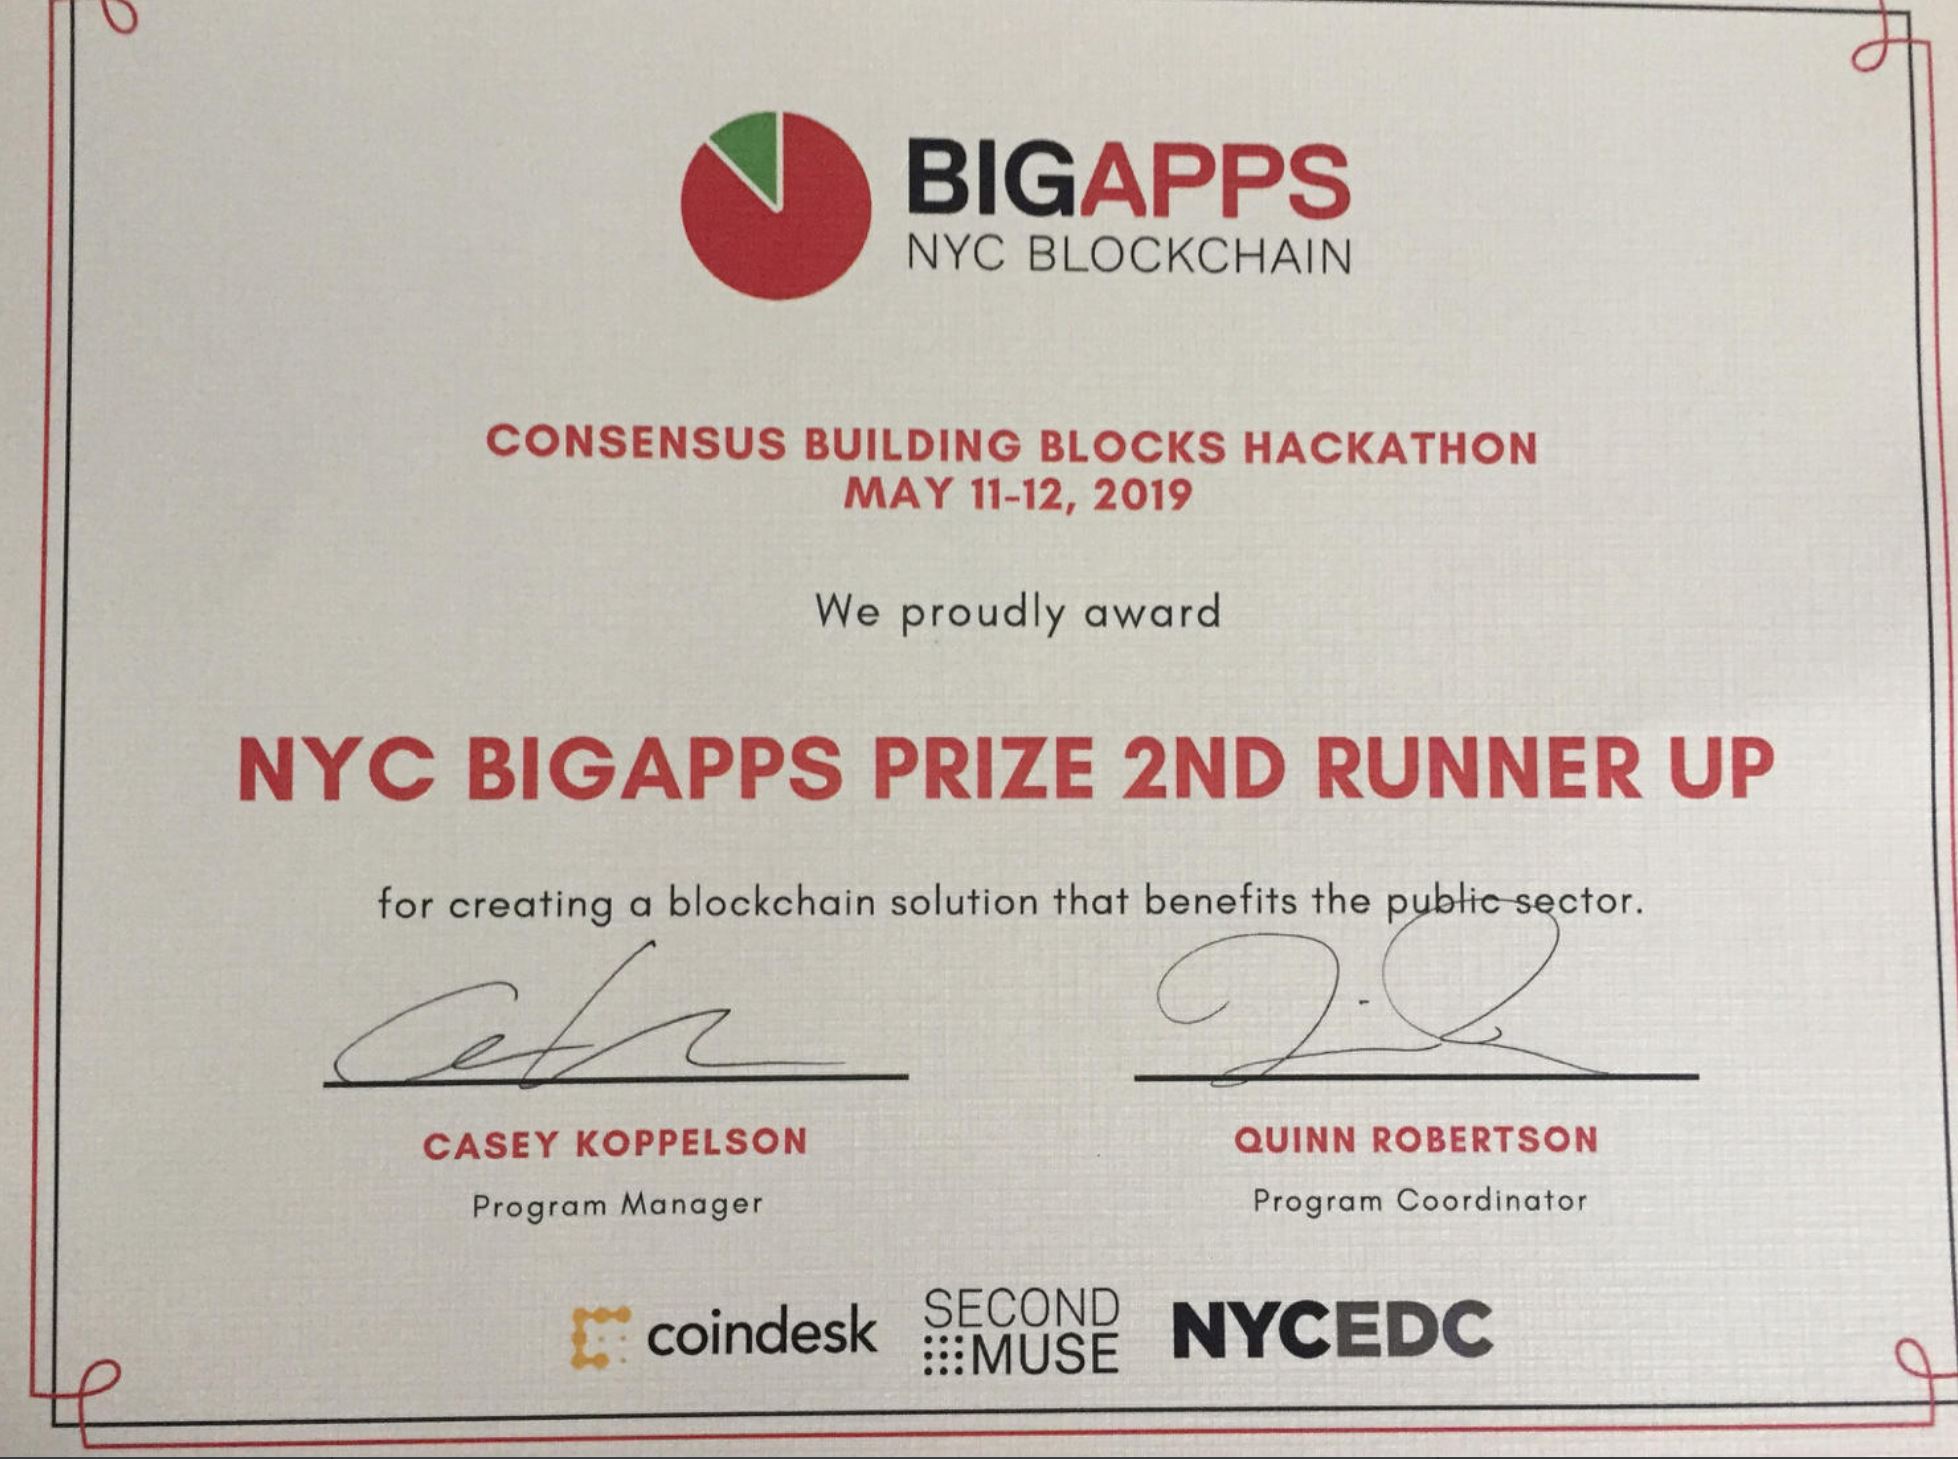 BIGAPPS
NYC BLOCKCHAIN
CONSENSUS BUILDING BLOCKS HACKATHON
MAY 11-12, 2019
We proudly award
NYC BIGAPPS PRIZE 2ND RUNNER UP
for creating a blockchain solution that benefits the public sector.
CASEY KOPPELSON
Program Manager
QUINN ROBERTSON
Program Coordinator
coindesk
SECOND
MUSE
NYCEDC